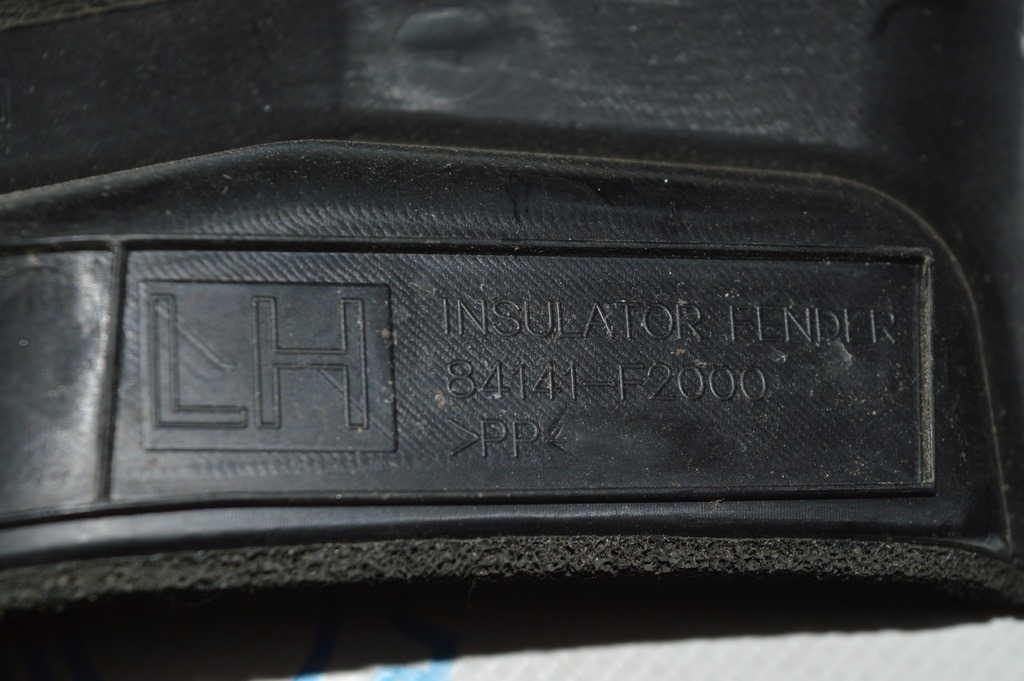 LH
INSULATOR FENDER
84141-F2000
>PP<